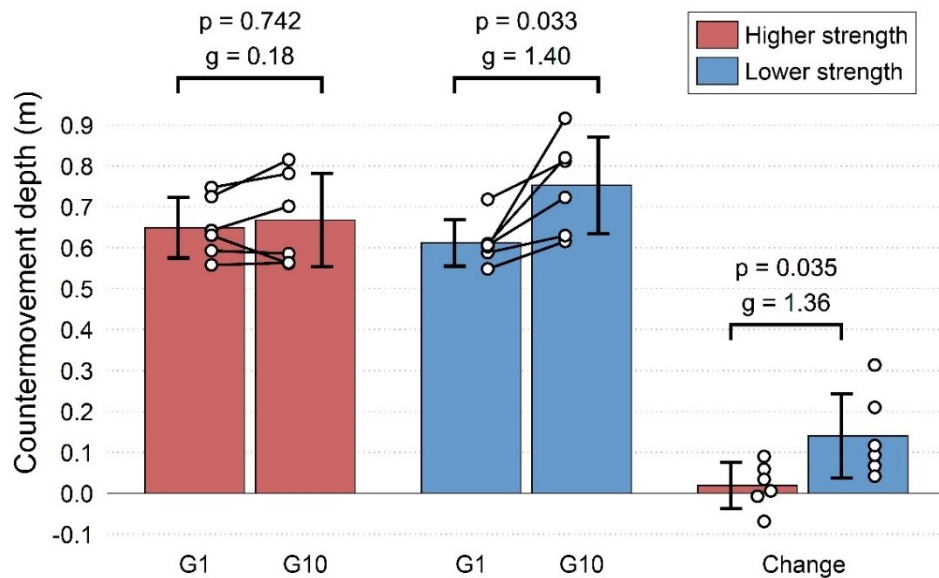 p = 0.742
g = 0.18
p = 0.033
g = 1.40
Higher strength
Lower strength
Countermovement depth (m)
0.9
0.8
0.7
0.6
0.5
0.4
0.3
0.2
0.1
0.0
-0.1
p = 0.035
g = 1.36
G1
G10
G1
G10
Change